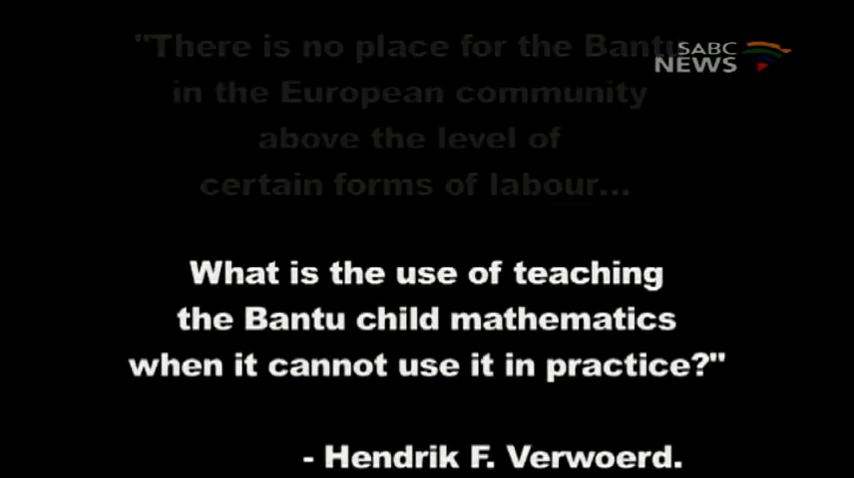 "There is no place for the Bantu
SABC
NEWS
in the European community
above the level of
certain forms of labour...
What is the use of teaching
the Bantu child mathematics
when it cannot use it in practice?"
- Hendrik F. Verwoerd.